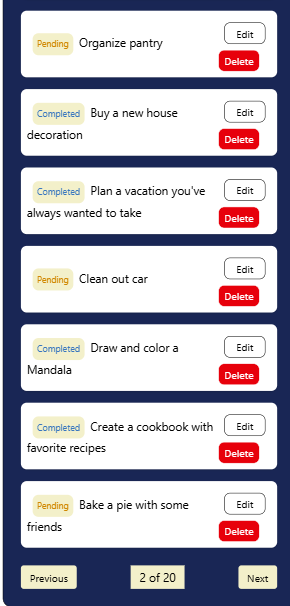 Pending Organize pantry Edit
Delete
Completed Buy a new house Edit
decoration Delete
Completed Plan a vacation you've Edit
always wanted to take Delete
Pending Clean out car Edit
Delete
Completed Draw and color a Edit
Mandala Delete
Completed Create a cookbook with Edit
favorite recipes Delete
Pending Bake a pie with some Edit
friends Delete
Previous 2 of 20 Next